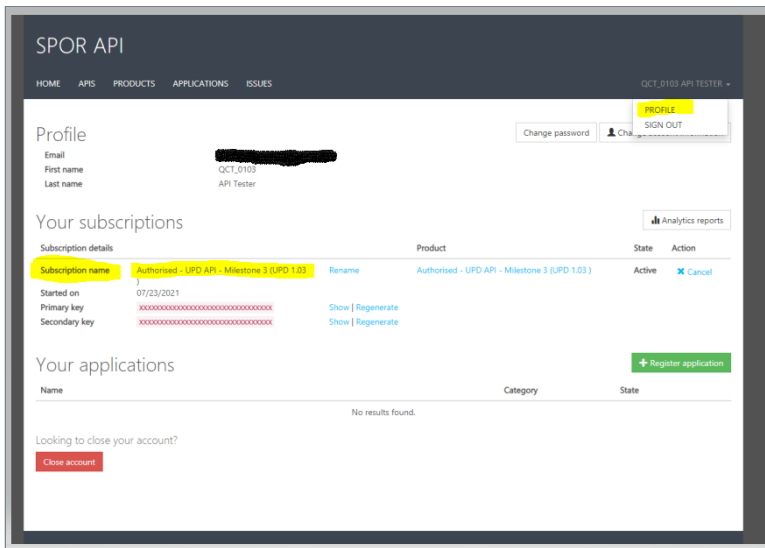 SPOR API
HOME APIS PRODUCTS APPLICATIONS ISSUES QCT_0103 API TESTER
PROFILE
SIGN OUT
Profile Change password
Email
First name QCT_0103
Last name API Tester
Your subscriptions Analytics reports
Subscription details Product State Action
Subscription name Authorised - UPD API - Milestone 3 (UPD 1.03 Rename Authorised - UPD API - Milestone 3 (UPD 1.03 ) Active Cancel
)
Started on 07/23/2021
Primary key xxxxxxxxxxxxxxxxxxxxxxxxxxxxxxxx Show | Regenerate
Secondary key xxxxxxxxxxxxxxxxxxxxxxxxxxxxxxxx Show | Regenerate
Your applications Register application
Name Category State
No results found.
Looking to close your account?
Close account